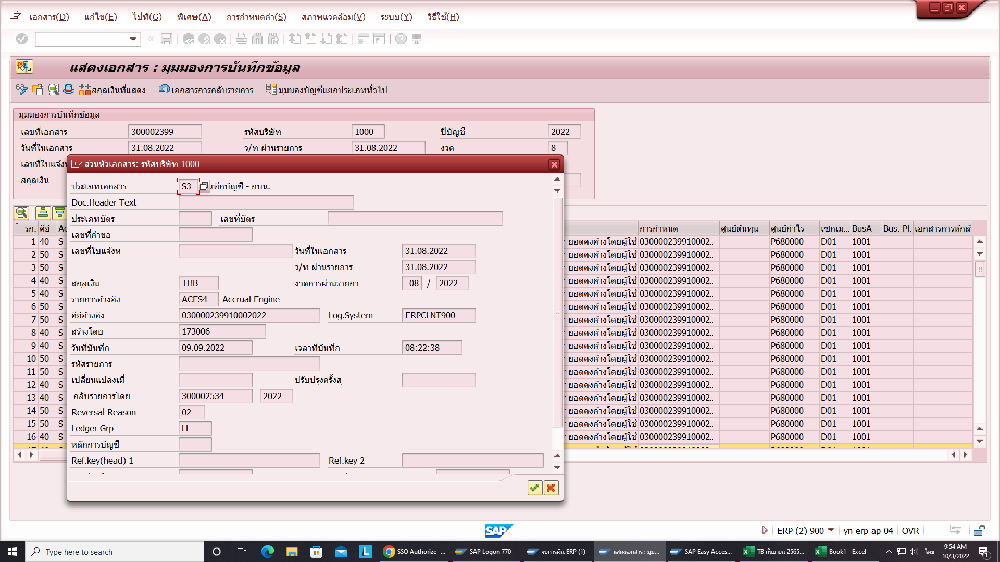 เอกสาร(D) แก้ไข(E) ไปที่(G) พิเศษ(A) การกำหนดค่า(S) สภาพแวดล้อม(V) ระบบ(Y) วิธีใช้(H)
แสดงเอกสาร : มุมมองการบันทึกข้อมูล
สกุลเงินที่แสดง เอกสารการกลับรายการ มุมมองบัญชีแยกประเภททั่วไป
มุมมองการบันทึกข้อมูล
เลขที่เอกสาร 300002399 รหัสบริษัท 1000 ปีบัญชี 2022
วันที่ในเอกสาร 31.08.2022 ว/ท ผ่านรายการ 31.08.2022 งวด 8
เลขที่ใบแจ้งห
สกุลเงิน
ส่วนหัวเอกสาร: รหัสบริษัท 1000
ประเภทเอกสาร S3 นทึกบัญชี - กบน.
Doc.Header Text
ประเภทบัตร เลขที่บัตร
เลขที่คำขอ
เลขที่ใบแจ้งห วันที่ในเอกสาร 31.08.2022
ว/ท ผ่านรายการ 31.08.2022
สกุลเงิน THB งวดการผ่านรายกา 08 / 2022
รายการอ้างอิง ACES4 Accrual Engine
คีย์อ้างอิง 030000239910002022 Log.System ERPCLNT900
สร้างโดย 173006
วันที่บันทึก 09.09.2022 เวลาที่บันทึก 08:22:38
รหัสรายการ
เปลี่ยนแปลงเมื่ ปรับปรุงครั้งสุ
กลับรายการโดย 300002534 2022
Reversal Reason 02
Ledger Grp LL
หลักการบัญชี
Ref.key(head) 1 Ref.key 2
รก. คีย์ Ac การกำหนด ศูนย์ต้นทุน ศูนย์กำไร เซ้กเม... BusA Bus. Pl. เอกสารการหักล้
1 40 S r ยอดคงค้างโดยผู้ใช้ 030000239910002... P680000 D01 1001
2 50 S r ยอดคงค้างโดยผู้ใช้ 030000239910002... P680000 D01 1001
3 50 S r ยอดคงค้างโดยผู้ใช้ 030000239910002... P680000 D01 1001
4 40 S r ยอดคงค้างโดยผู้ใช้ 030000239910002... P680000 D01 1001
5 40 S r ยอดคงค้างโดยผู้ใช้ 030000239910002... P680000 D01 1001
6 50 S r ยอดคงค้างโดยผู้ใช้ 030000239910002... P680000 D01 1001
7 50 S r ยอดคงค้างโดยผู้ใช้ 030000239910002... P680000 D01 1001
8 40 S r ยอดคงค้างโดยผู้ใช้ 030000239910002... P680000 D01 1001
9 40 S r ยอดคงค้างโดยผู้ใช้ 030000239910002... P680000 D01 1001
10 50 S r ยอดคงค้างโดยผู้ใช้ 030000239910002... P680000 D01 1001
11 50 S r ยอดคงค้างโดยผู้ใช้ 030000239910002... P680000 D01 1001
12 40 S r ยอดคงค้างโดยผู้ใช้ 030000239910002... P680000 D01 1001
13 40 S r ยอดคงค้างโดยผู้ใช้ 030000239910002... P680000 D01 1001
14 50 S r ยอดคงค้างโดยผู้ใช้ 030000239910002... P680000 D01 1001
15 50 S r ยอดคงค้างโดยผู้ใช้ 030000239910002... P680000 D01 1001
16 40 S r ยอดคงค้างโดยผู้ใช้ 030000239910002... P680000 D01 1001
SAP ERP (2) 900 yn-erp-ap-04 OVR
Type here to search L SSO Authorize -... SAP Logon 770 งบการเงิน ERP (1) แสดงเอกสาร : มุม... SAP Easy Acces... TB กันยายน 2565... Book1 - Excel ไทย 9:54 AM 1
10/3/2022